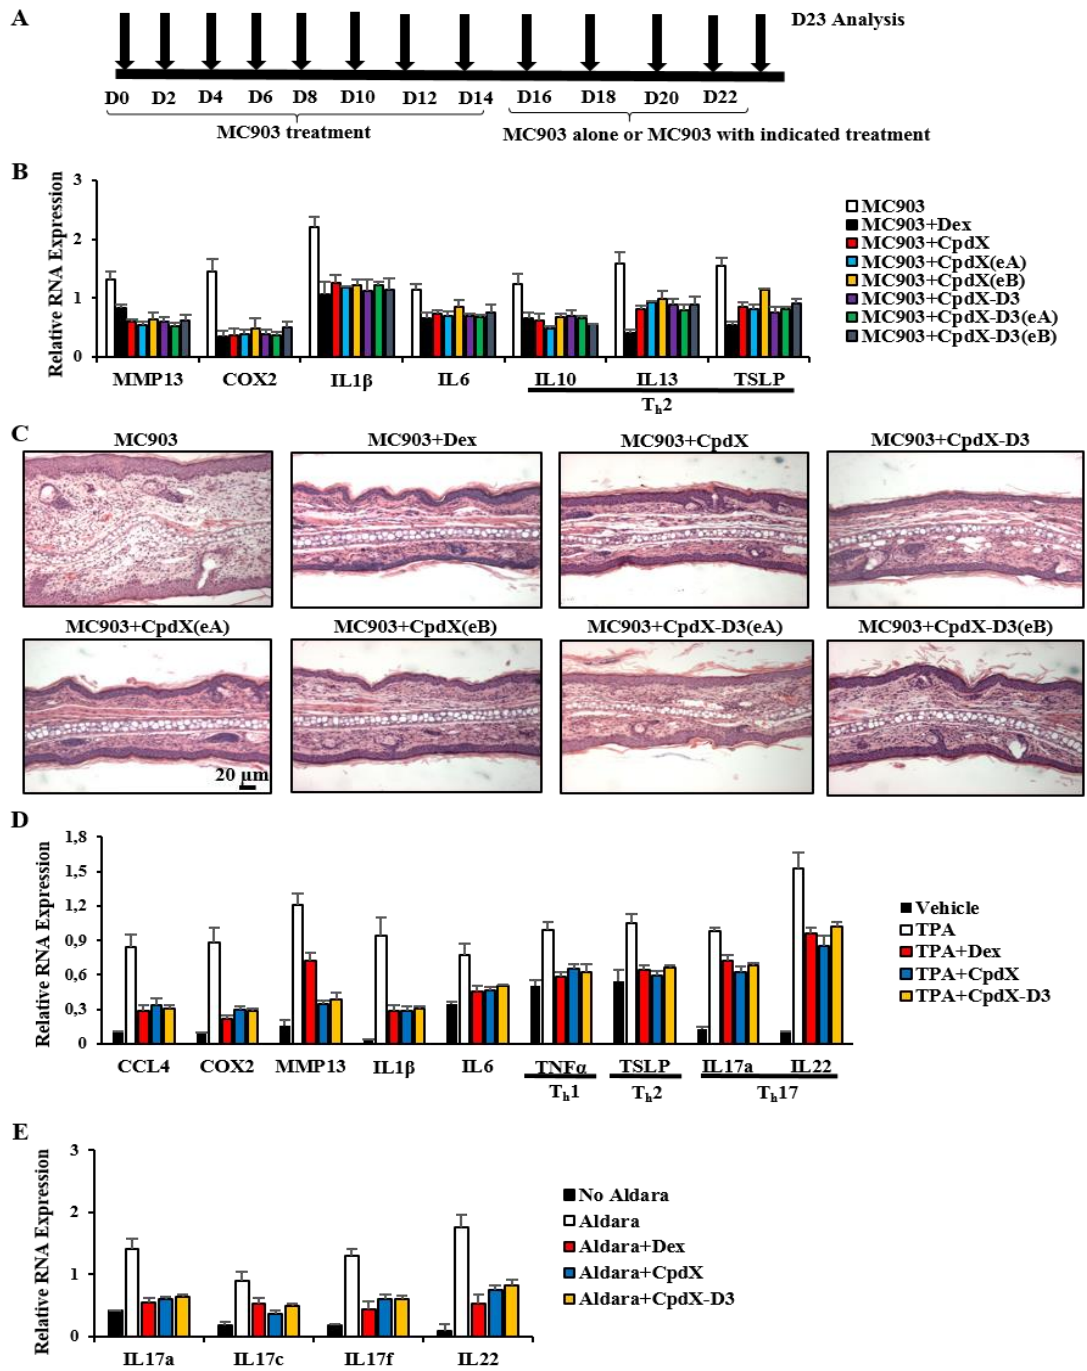 A
D23 Analysis
D0 D2 D4 D6 D8 D10 D12 D14 D16 D18 D20 D22
MC903 treatment
MC903 alone or MC903 with indicated treatment
B
Relative RNA Expression
3
2
1
0
MMP13 COX2 IL1β IL6 IL10 IL13 TSLP
Th2
MC903
MC903+Dex
MC903+CpdX
MC903+CpdX(eA)
MC903+CpdX(eB)
MC903+CpdX-D3
MC903+CpdX-D3(eA)
MC903+CpdX-D3(eB)
C
MC903 MC903+Dex MC903+CpdX MC903+CpdX-D3
MC903+CpdX(eA) MC903+CpdX(eB) MC903+CpdX-D3(eA) MC903+CpdX-D3(eB)
20 µm
D
Relative RNA Expression
1,8
1,5
1,2
0,9
0,6
0,3
0
CCL4 COX2 MMP13 IL1β IL6 TNFα TSLP IL17a IL22
Th1 Th2 Th17
Vehicle
TPA
TPA+Dex
TPA+CpdX
TPA+CpdX-D3
E
Relative RNA Expression
3
2
1
0
IL17a IL17c IL17f IL22
No Aldara
Aldara
Aldara+Dex
Aldara+CpdX
Aldara+CpdX-D3